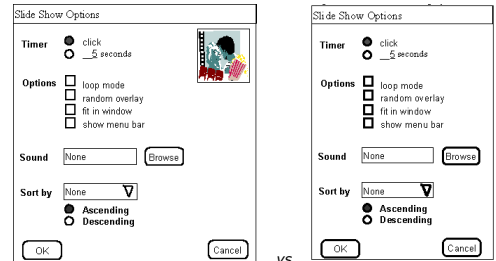 Slide Show Options
Timer click
__5 seconds
Options loop mode
random overlay
fit in window
show menu bar
Sound None Browse
Sort by None
Ascending
Descending
OK Cancel
vs
Slide Show Options
Timer click
__5 seconds
Options loop mode
random overlay
fit in window
show menu bar
Sound None Browse
Sort by None
Ascending
Descending
OK Cancel